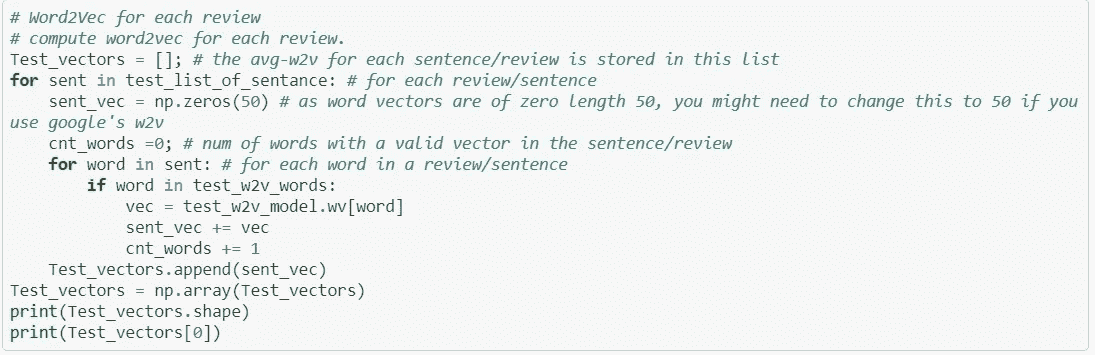 # Word2Vec for each review
# compute word2vec for each review.
Test_vectors = []; # the avg-w2v for each sentence/review is stored in this list
for sent in test_list_of_sentance: # for each review/sentence
    sent_vec = np.zeros(50) # as word vectors are of zero length 50, you might need to change this to 50 if you
use google's w2v
    cnt_words =0; # num of words with a valid vector in the sentence/review
    for word in sent: # for each word in a review/sentence
        if word in test_w2v_words:
            vec = test_w2v_model.wv[word]
            sent_vec += vec
            cnt_words += 1
    Test_vectors.append(sent_vec)
Test_vectors = np.array(Test_vectors)
print(Test_vectors.shape)
print(Test_vectors[0])